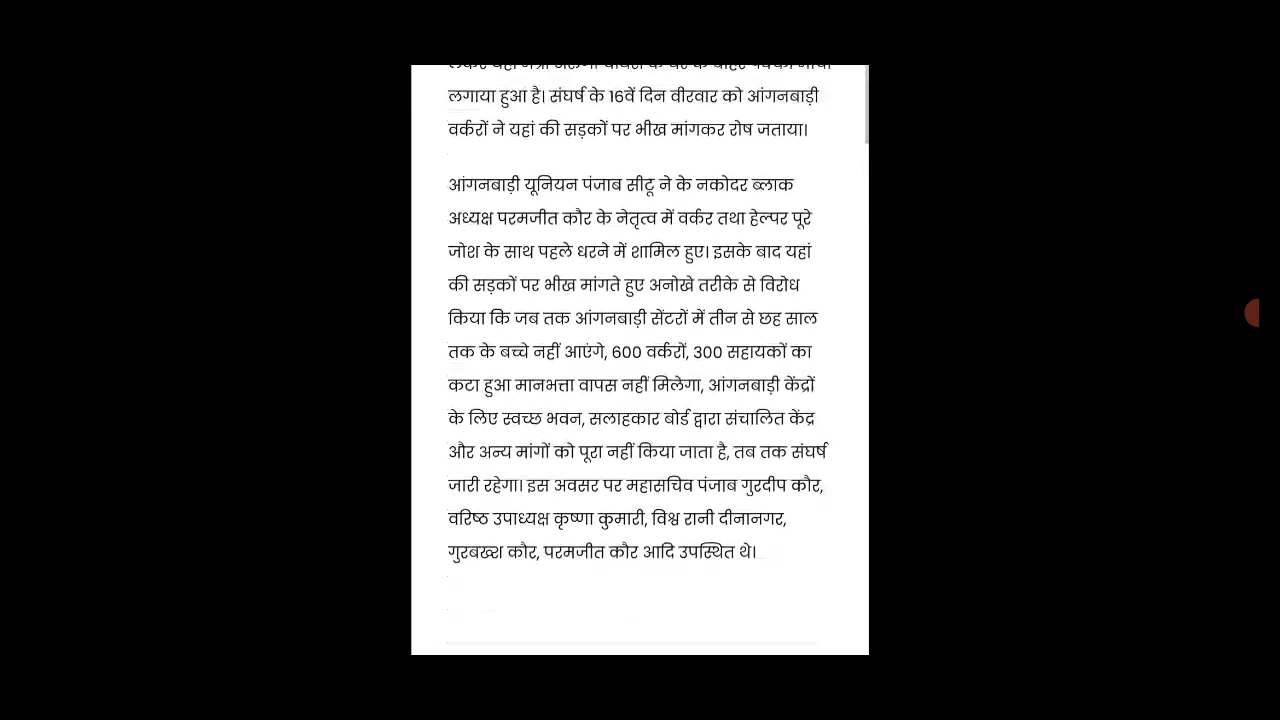 लगाया हुआ है। संघर्ष के 16वें दिन वीरवार को आंगनबाड़ी
वर्करों ने यहां की सड़कों पर भीख मांगकर रोष जताया।
आंगनबाड़ी यूनियन पंजाब सीटू ने के नकोदर ब्लाक
अध्यक्ष परमजीत कौर के नेतृत्व में वर्कर तथा हेल्पर पूरे
जोश के साथ पहले धरने में शामिल हुए। इसके बाद यहां
की सड़कों पर भीख मांगते हुए अनोखे तरीके से विरोध
किया कि जब तक आंगनबाड़ी सेंटरों में तीन से छह साल
तक के बच्चे नहीं आएंगे, 600 वर्करों, 300 सहायकों का
कटा हुआ मानभत्ता वापस नहीं मिलेगा, आंगनबाड़ी केंद्रों
के लिए स्वच्छ भवन, सलाहकार बोर्ड द्वारा संचालित केंद्र
और अन्य मांगों को पूरा नहीं किया जाता है, तब तक संघर्ष
जारी रहेगा। इस अवसर पर महासचिव पंजाब गुरदीप कौर,
वरिष्ठ उपाध्यक्ष कृष्णा कुमारी, विश्व रानी दीनानगर,
गुरबख्श कौर, परमजीत कौर आदि उपस्थित थे।